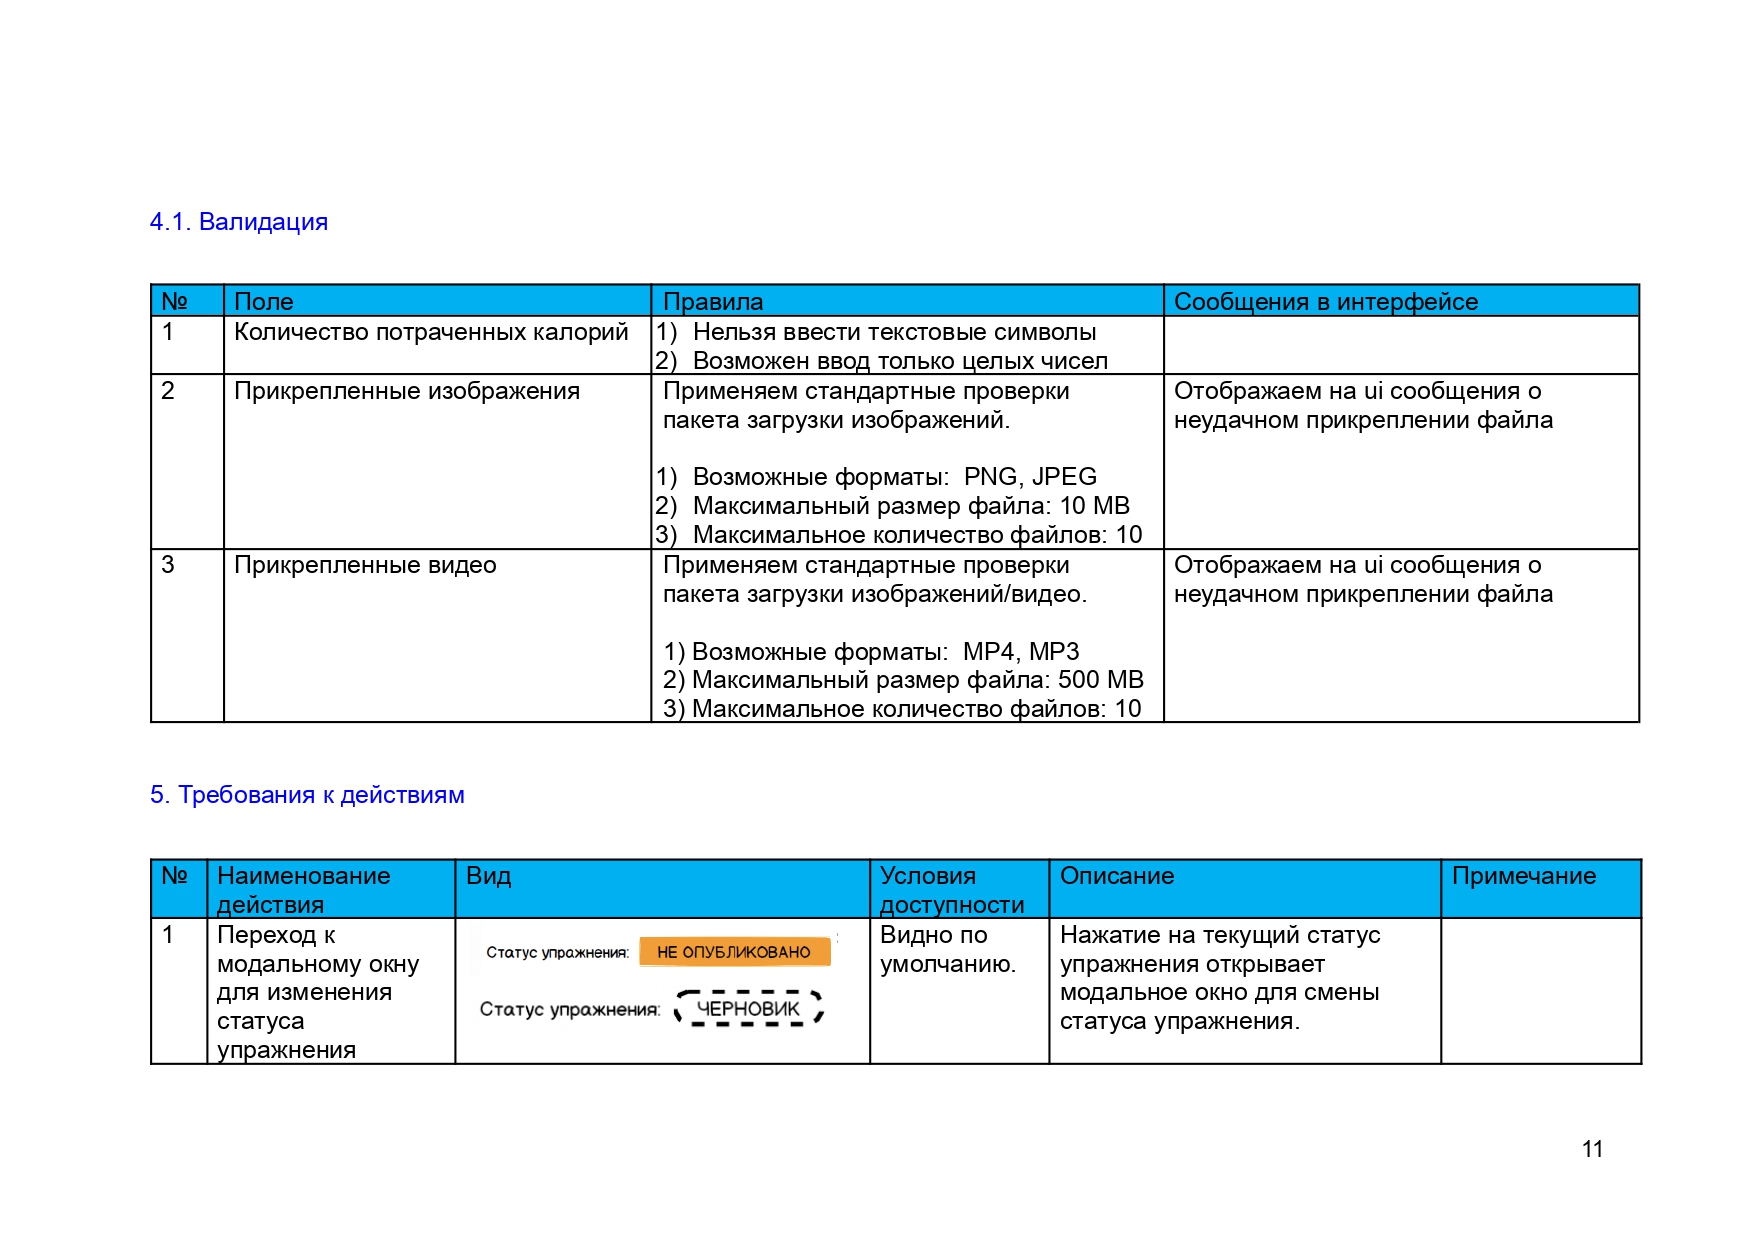 4.1. Валидация
№ Поле Правила Сообщения в интерфейсе
1 Количество потраченных калорий 1) Нельзя ввести текстовые символы
2) Возможен ввод только целых чисел
2 Прикрепленные изображения Применяем стандартные проверки Отображаем на ui сообщения о
пакета загрузки изображений. неудачном прикреплении файла
1) Возможные форматы: PNG, JPEG
2) Максимальный размер файла: 10 MB
3) Максимальное количество файлов: 10
3 Прикрепленные видео Применяем стандартные проверки Отображаем на ui сообщения о
пакета загрузки изображений/видео. неудачном прикреплении файла
1) Возможные форматы: MP4, MP3
2) Максимальный размер файла: 500 MB
3) Максимальное количество файлов: 10
5. Требования к действиям
№ Наименование Вид Условия Описание Примечание
действия доступности
1 Переход к Статус упражнения: НЕ ОПУБЛИКОВАНО Видно по Нажатие на текущий статус
модальному окну умолчанию. упражнения открывает
для изменения модальное окно для смены
статуса Статус упражнения: ЧЕРНОВИК статуса упражнения.
упражнения
11